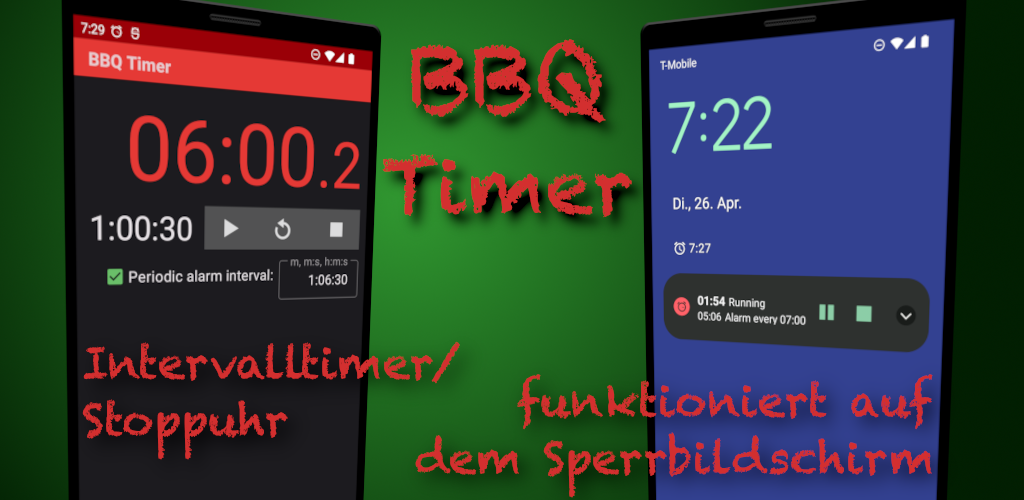 7:29
BBQ Timer
06:00.2
1:00:30
Periodic alarm interval:
m, m:s, h:m:s
1:06:30
BBQ
Timer
T-Mobile
7:22
Di., 26. Apr.
7:27
01:54 Running
05:06 Alarm every 07:00
Intervalltimer/
Stoppuhr
funktioniert auf
dem Sperrbildschirm